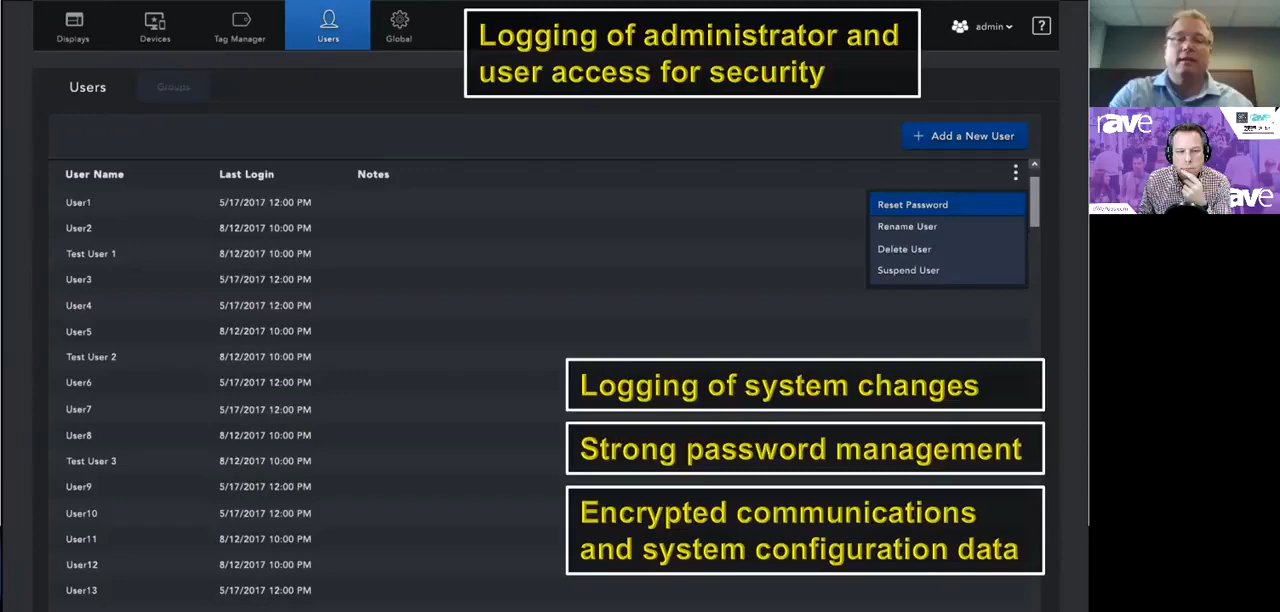 Displays
Devices
Tag Manager
Users
Global
admin
?
Logging of administrator and
user access for security
Users
Groups
+ Add a New User
User Name Last Login Notes
User1 5/17/2017 12:00 PM
User2 8/12/2017 10:00 PM
Test User 1 8/12/2017 10:00 PM
User3 5/17/2017 12:00 PM
User4 5/17/2017 12:00 PM
User5 8/12/2017 10:00 PM
Test User 2 8/12/2017 10:00 PM
User6 5/17/2017 12:00 PM
User7 5/17/2017 12:00 PM
User8 8/12/2017 10:00 PM
Test User 3 8/12/2017 10:00 PM
User9 5/17/2017 12:00 PM
User10 5/17/2017 12:00 PM
User11 8/12/2017 10:00 PM
User12 8/12/2017 10:00 PM
User13 5/17/2017 12:00 PM
Reset Password
Rename User
Delete User
Suspend User
Logging of system changes
Strong password management
Encrypted communications
and system configuration data
rAVe